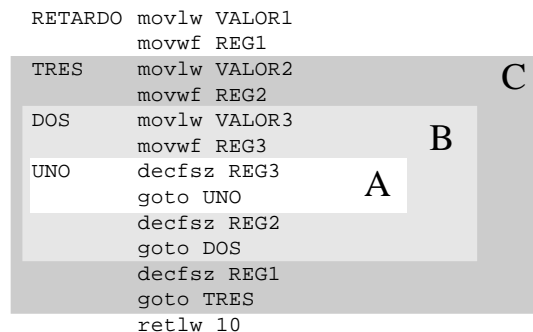 RETARDO movlw VALOR1
movwf REG1
TRES movlw VALOR2
C
movwf REG2
DOS movlw VALOR3
B
movwf REG3
UNO decfsz REG3
A
goto UNO
decfsz REG2
goto DOS
decfsz REG1
goto TRES
retlw 10